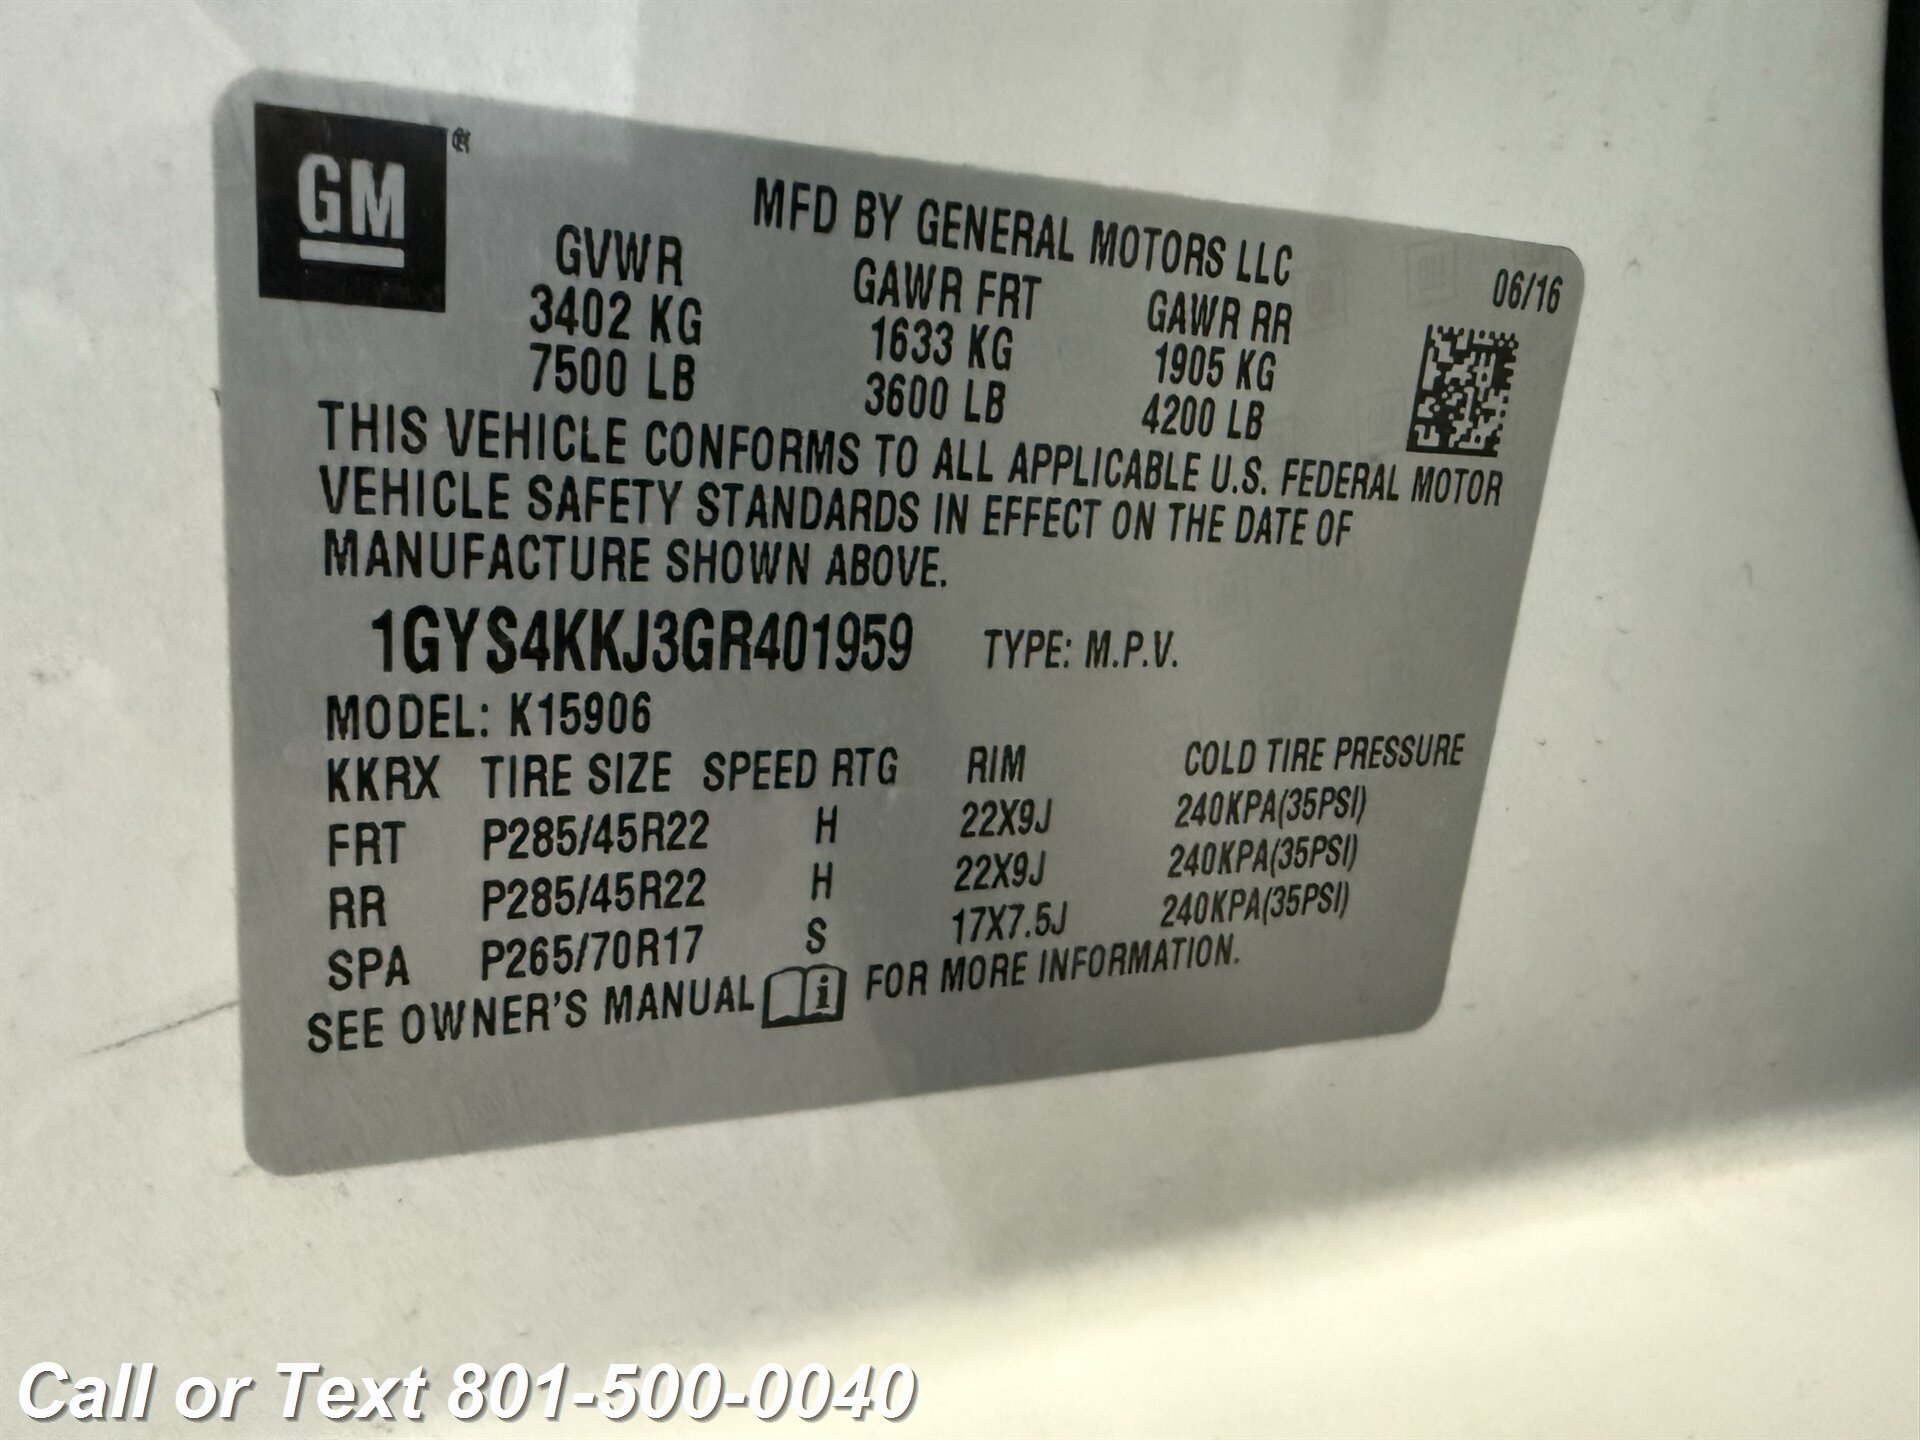 GM
MFD BY GENERAL MOTORS LLC
06/16
GVWR GAWR FRT GAWR RR
3402 KG 1633 KG 1905 KG
7500 LB 3600 LB 4200 LB
THIS VEHICLE CONFORMS TO ALL APPLICABLE U.S. FEDERAL MOTOR
VEHICLE SAFETY STANDARDS IN EFFECT ON THE DATE OF
MANUFACTURE SHOWN ABOVE.
1GYS4KKJ3GR401959 TYPE: M.P.V.
MODEL: K15906
KKRX TIRE SIZE SPEED RTG RIM COLD TIRE PRESSURE
FRT P285/45R22 H 22X9J 240KPA(35PSI)
RR P285/45R22 H 22X9J 240KPA(35PSI)
SPA P265/70R17 S 17X7.5J 240KPA(35PSI)
SEE OWNER'S MANUAL i FOR MORE INFORMATION.
Call or Text 801-500-0040